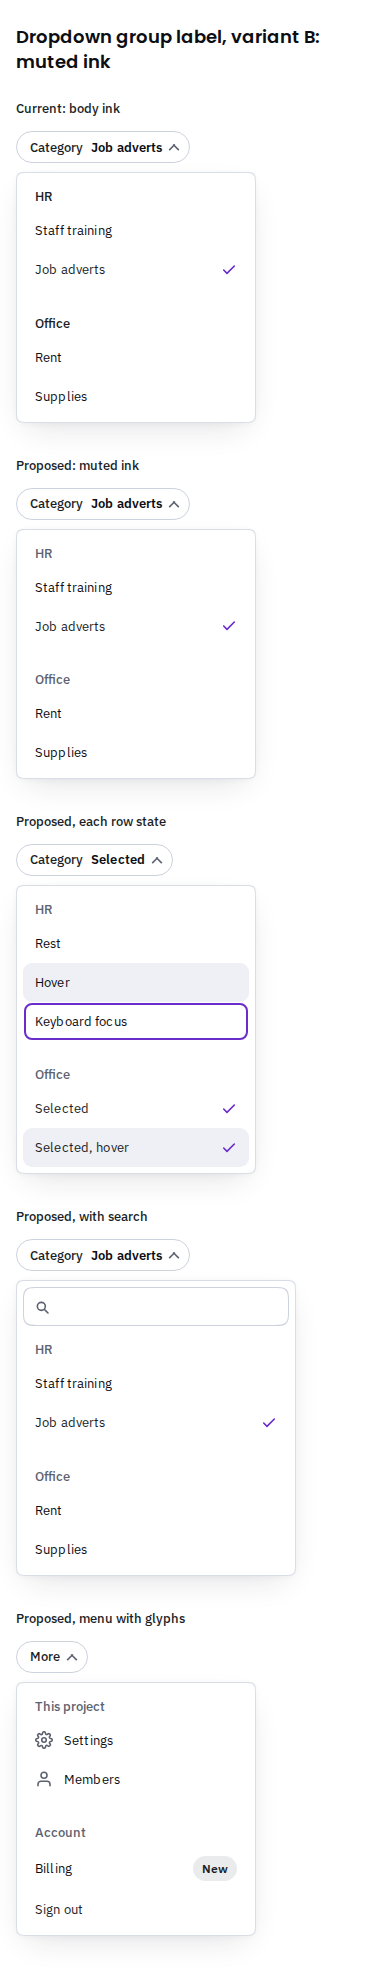 Dropdown group label, variant B:
muted ink
Current: body ink
Category Job adverts
HR
Staff training
Job adverts
Office
Rent
Supplies
Proposed: muted ink
Category Job adverts
HR
Staff training
Job adverts
Office
Rent
Supplies
Proposed, each row state
Category Selected
HR
Rest
Hover
Keyboard focus
Office
Selected
Selected, hover
Proposed, with search
Category Job adverts
HR
Staff training
Job adverts
Office
Rent
Supplies
Proposed, menu with glyphs
More
This project
Settings
Members
Account
Billing New
Sign out